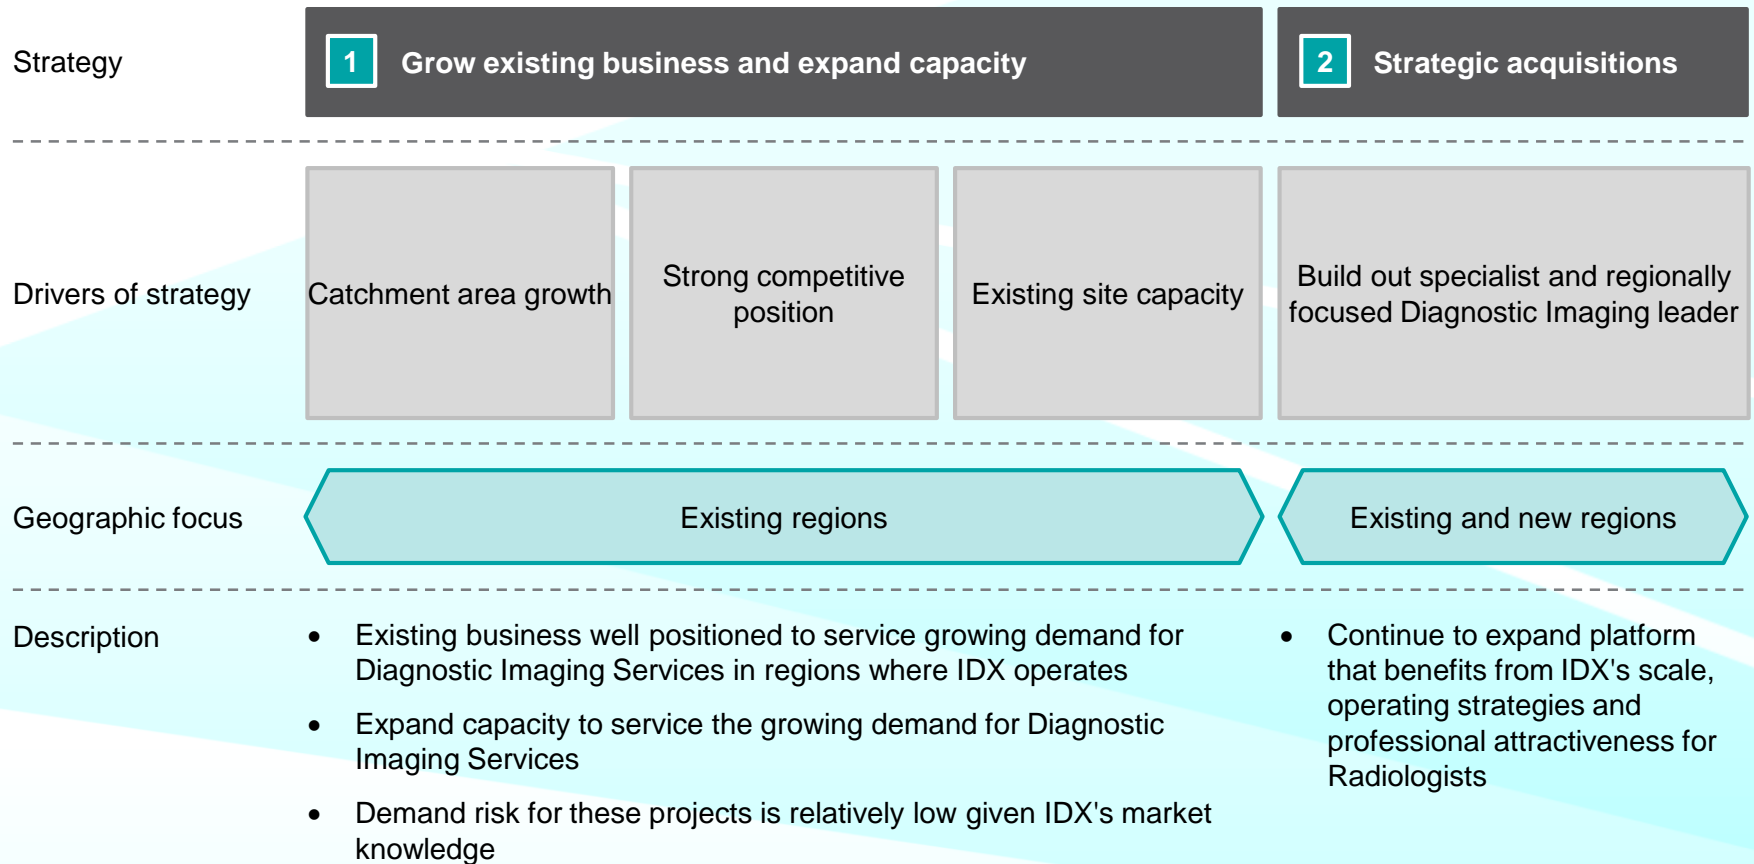 Strategy
1 Grow existing business and expand capacity
2 Strategic acquisitions
Drivers of strategy
Catchment area growth
Strong competitive
position
Existing site capacity
Build out specialist and regionally
focused Diagnostic Imaging leader
Geographic focus
Existing regions
Existing and new regions
Description
• Existing business well positioned to service growing demand for
Diagnostic Imaging Services in regions where IDX operates
• Expand capacity to service the growing demand for Diagnostic
Imaging Services
• Demand risk for these projects is relatively low given IDX's market
knowledge
• Continue to expand platform
that benefits from IDX's scale,
operating strategies and
professional attractiveness for
Radiologists